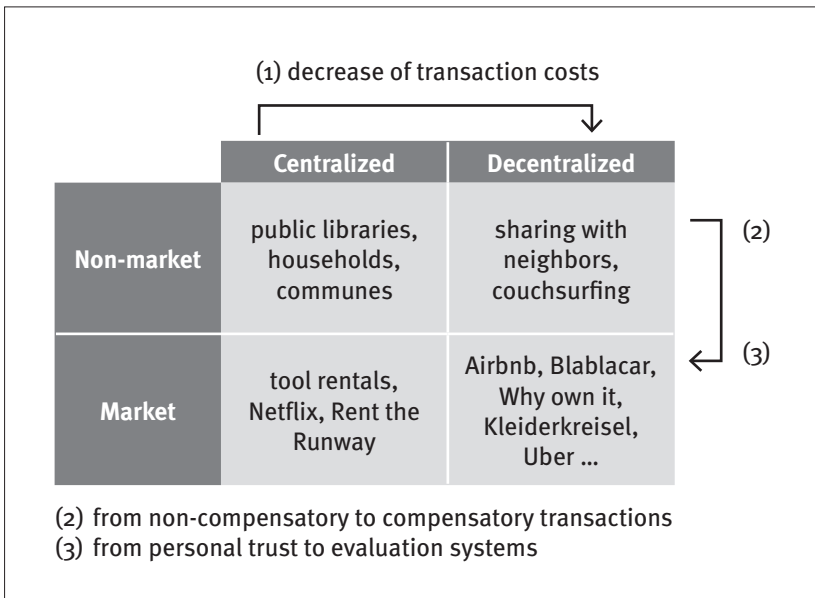 (1) decrease of transaction costs
Centralized
Decentralized
Non-market
public libraries,
households,
communes
sharing with
neighbors,
couchsurfing
(2)
(3)
Market
tool rentals,
Netflix, Rent the
Runway
Airbnb, Blablacar,
Why own it,
Kleiderkreisel,
Uber ...
(2) from non-compensatory to compensatory transactions
(3) from personal trust to evaluation systems